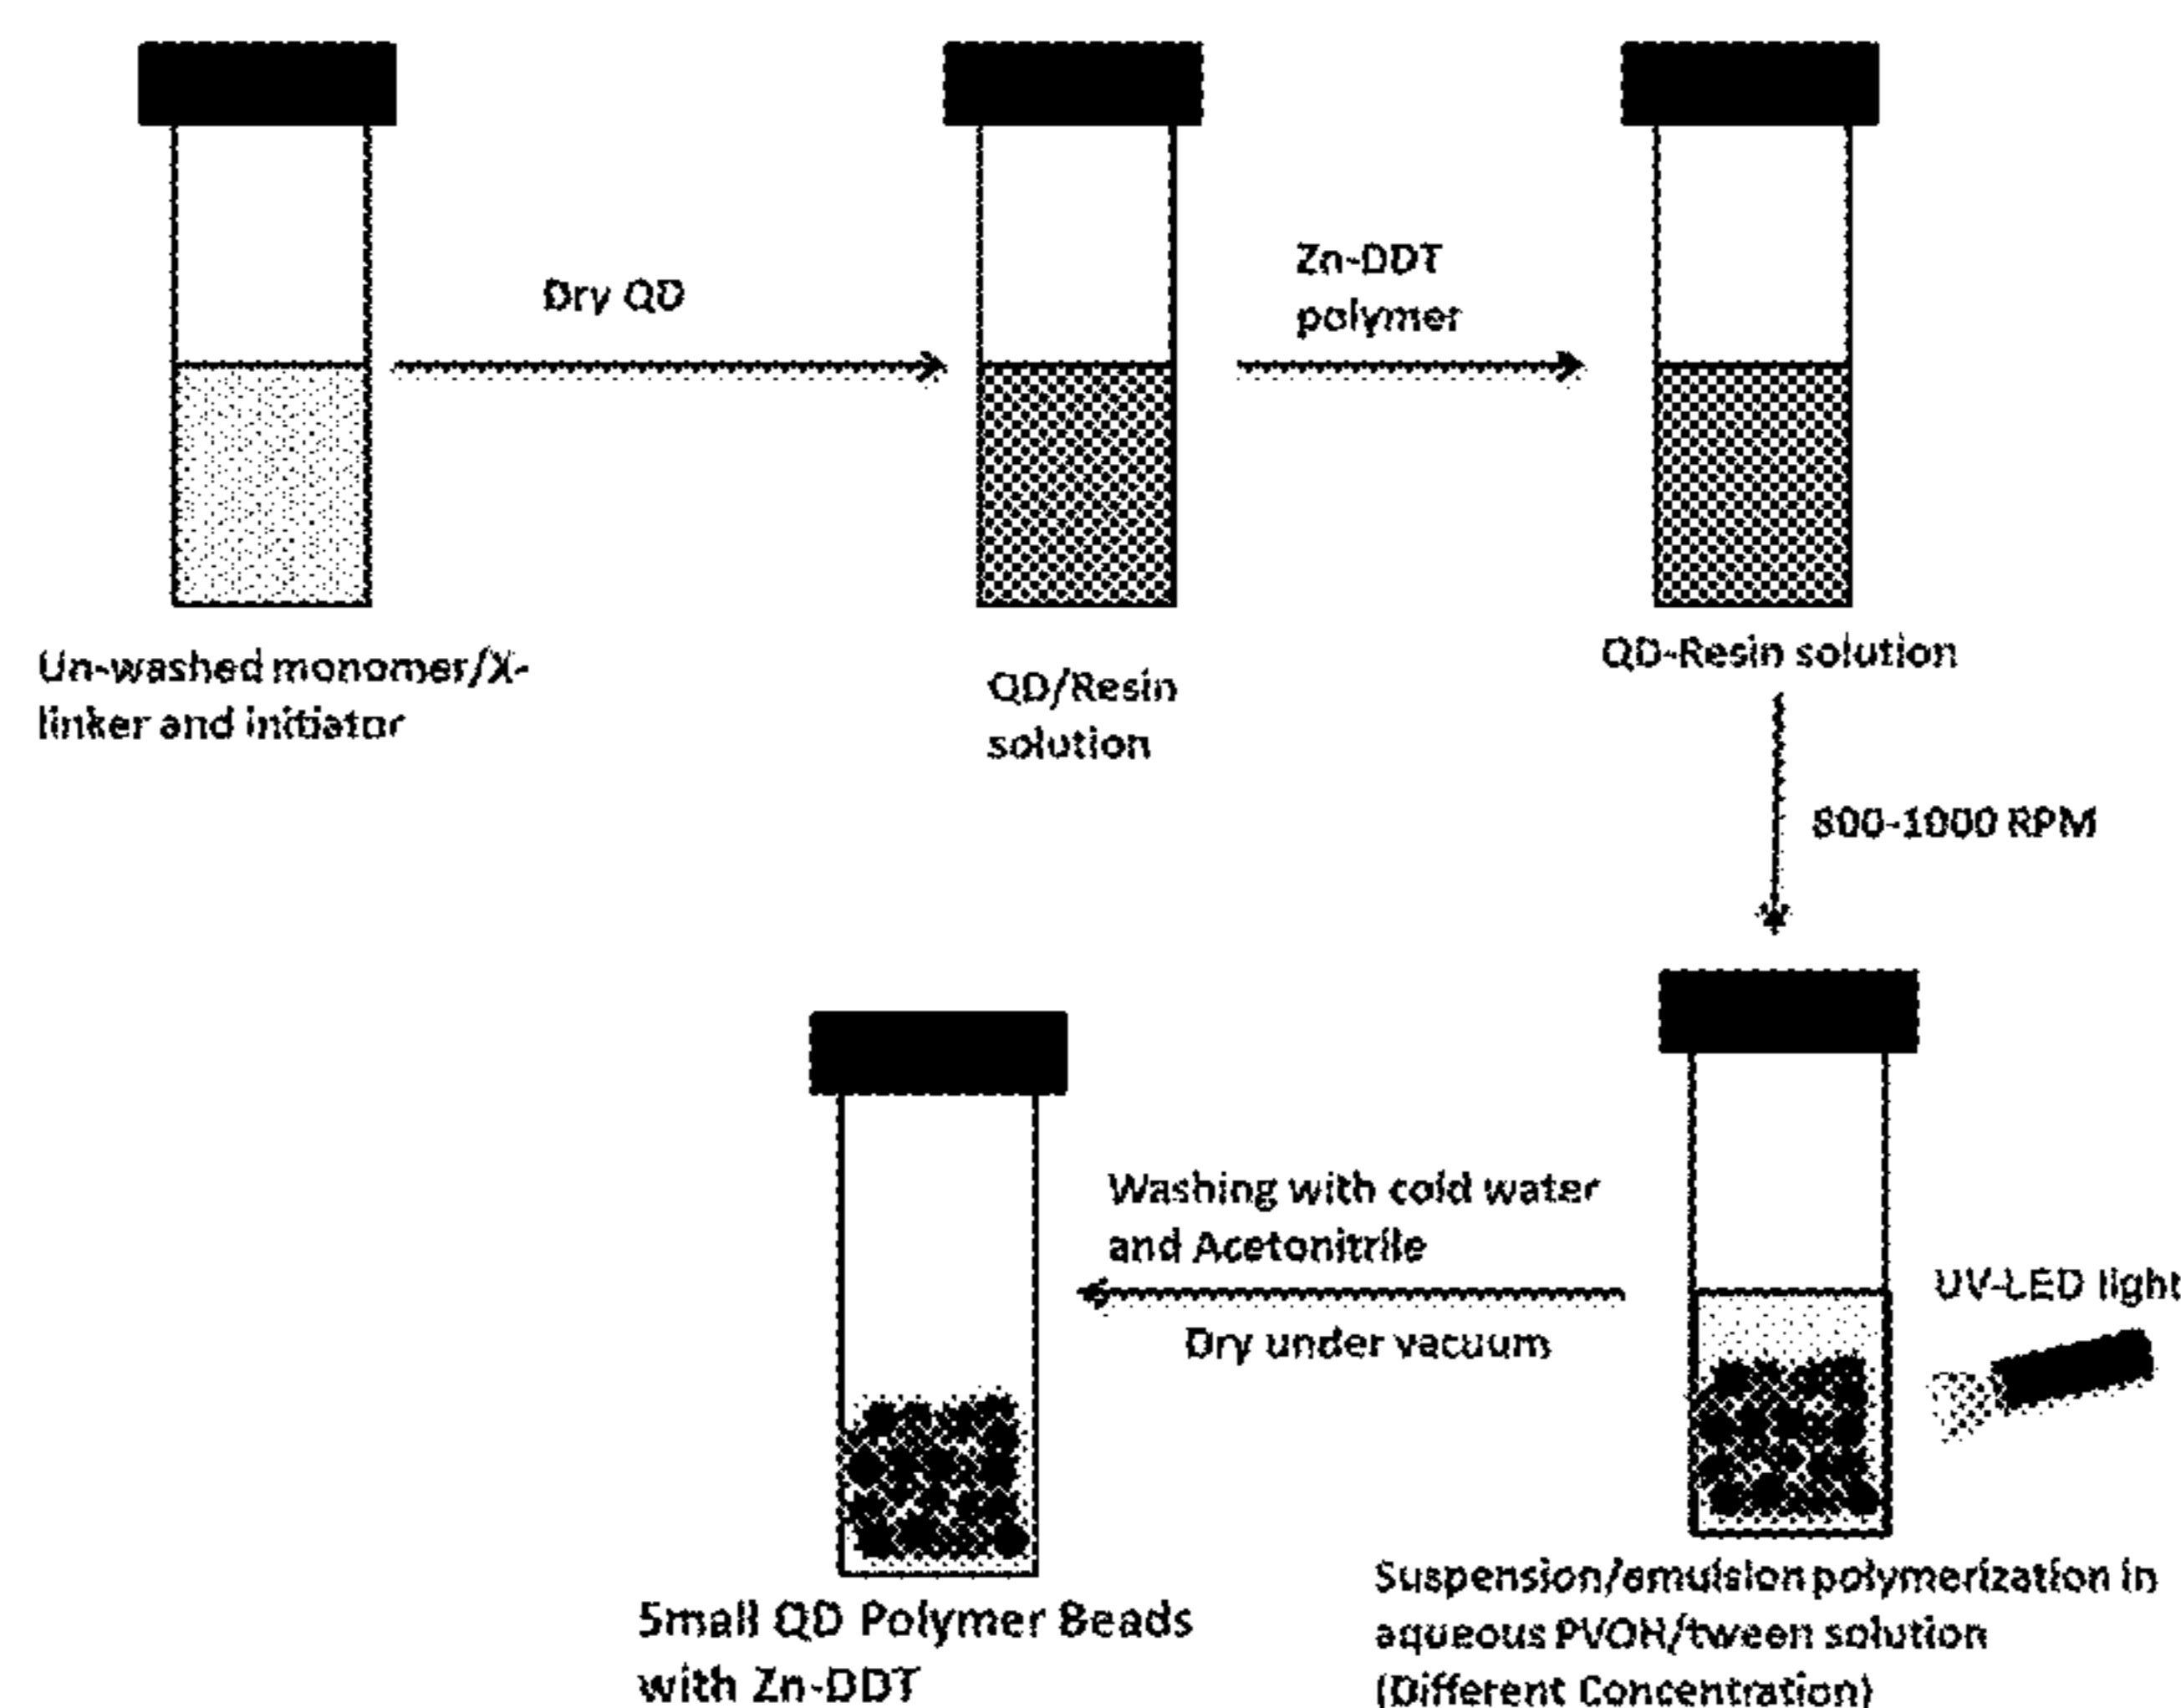 Dry QD
Zn-DDT
polymer
Un-washed monomer/X-
linker and initiator
QD/Resin
solution
QD-Resin solution
800-1000 RPM
Washing with cold water
and Acetonitrile
Dry under vacuum
UV-LED light
Small QD Polymer Beads
with Zn-DDT
Suspension/emulsion polymerization in
aqueous PVOH/tween solution
(Different Concentration)